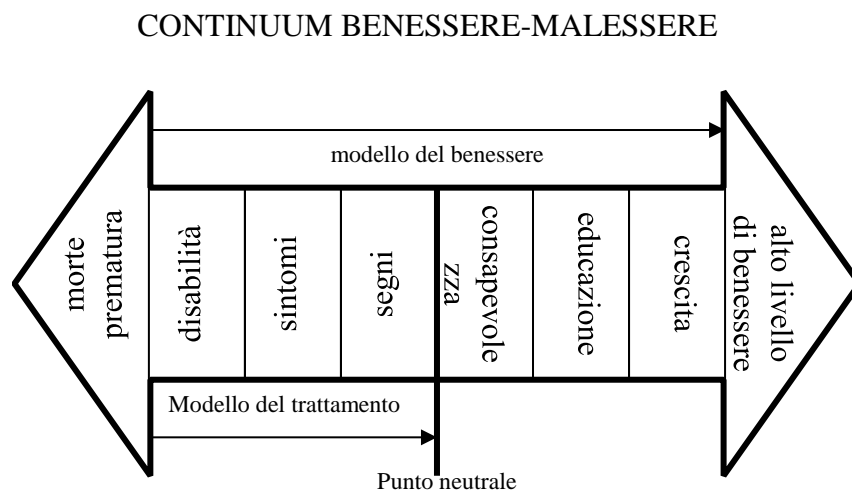 CONTINUUM BENESSERE-MALESSERE
modello del benessere
morte
prematura
disabilità
sintomi
segni
consapevole
zza
educazione
crescita
alto livello
di benessere
Modello del trattamento
Punto neutrale